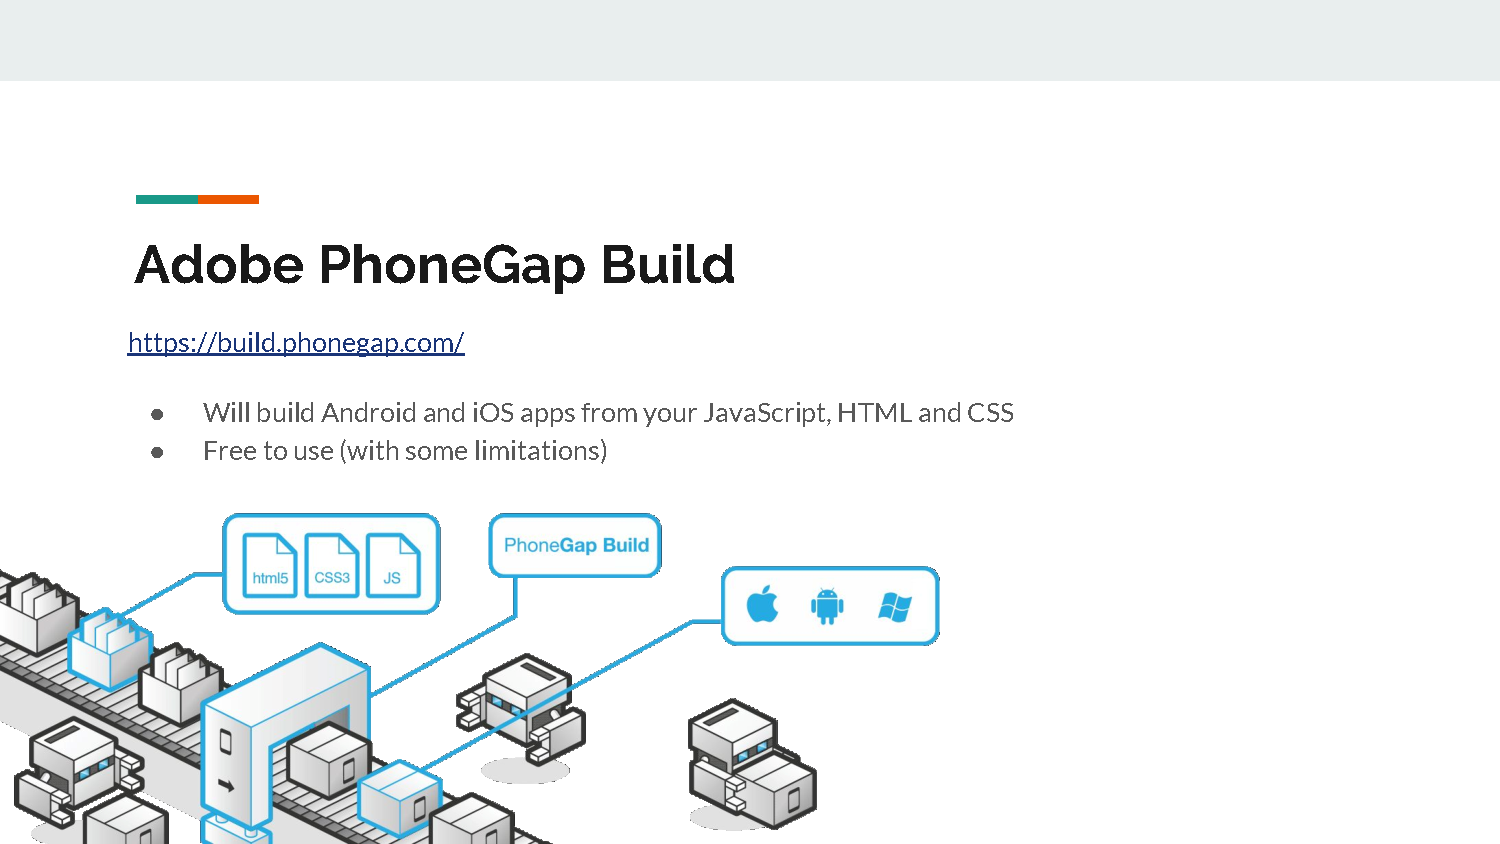 Adobe PhoneGap Build
https://build.phonegap.com/
● Will build Android and iOS apps from your JavaScript, HTML and CSS
● Free to use (with some limitations)
html5 CSS3 JS
PhoneGap Build